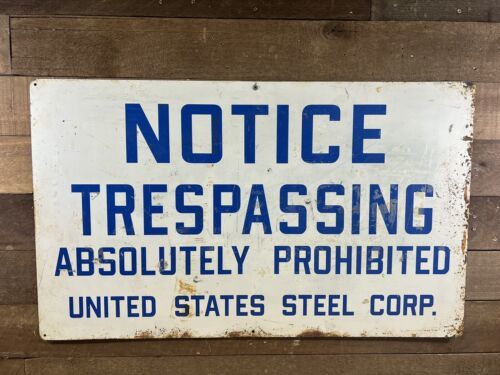 NOTICE
TRESPASSING
ABSOLUTELY PROHIBITED
UNITED STATES STEEL CORP.